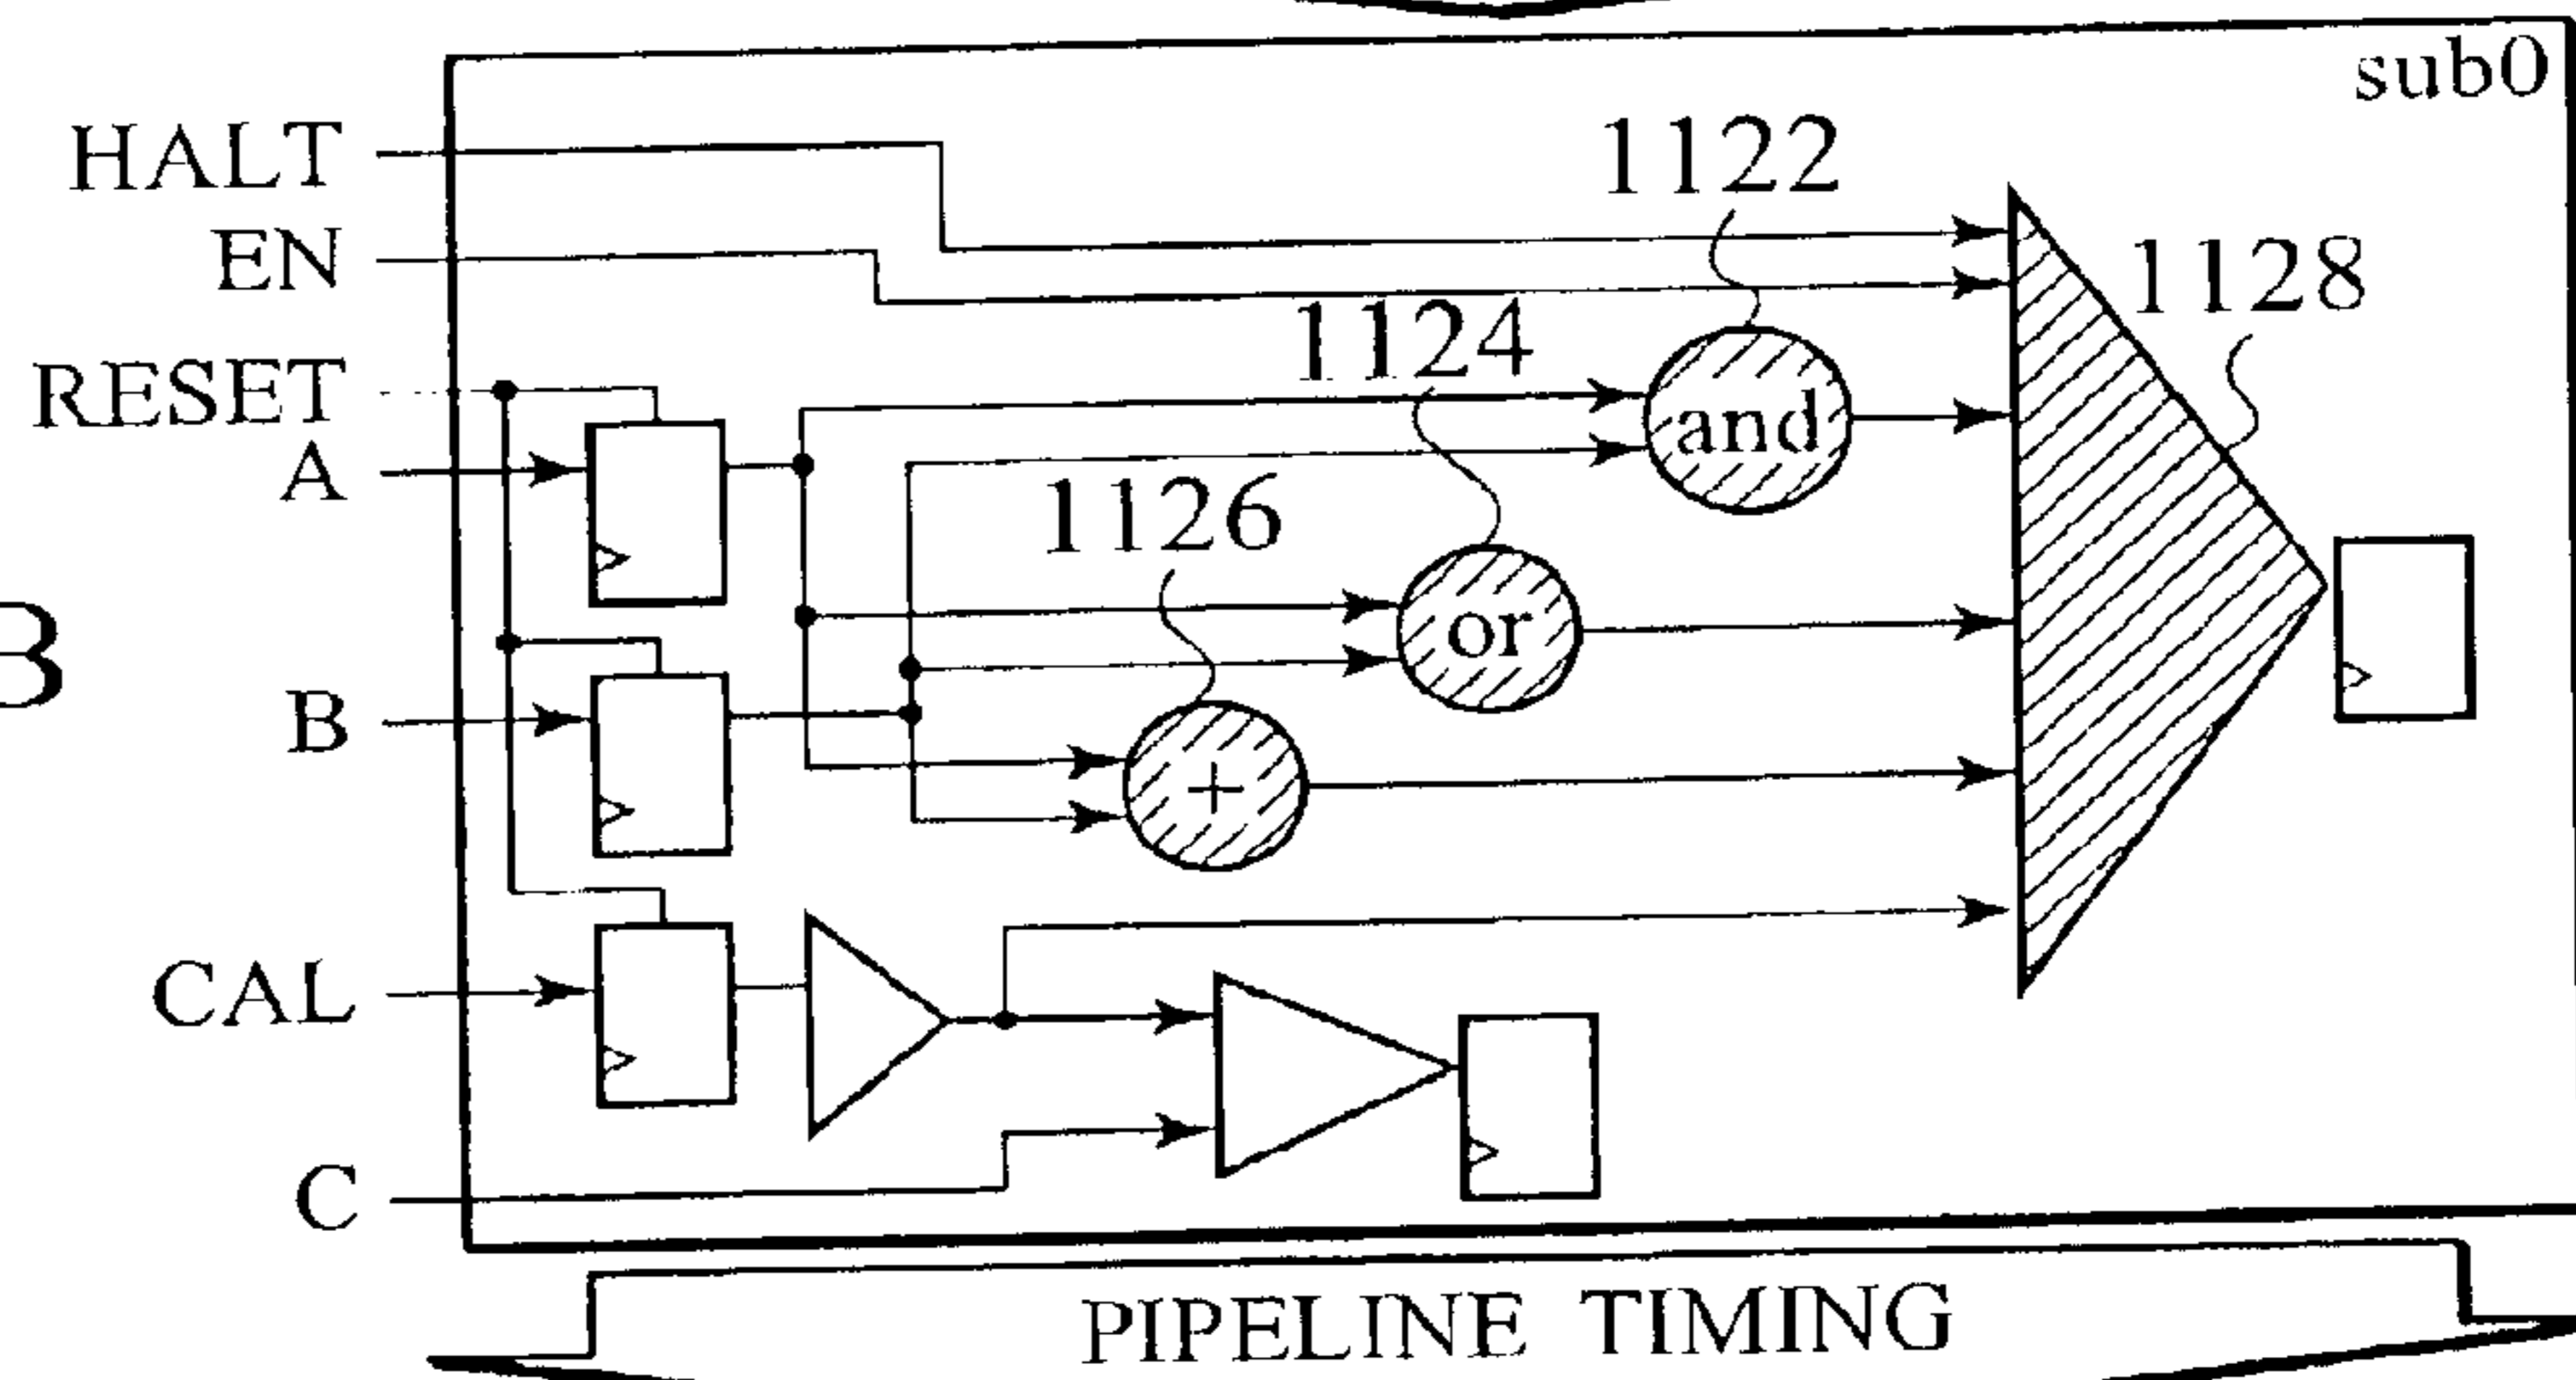 sub0
HALT
1122
EN
1128
1124
RESET
and
A
1126
or
B
B
+
CAL
C
PIPELINE TIMING